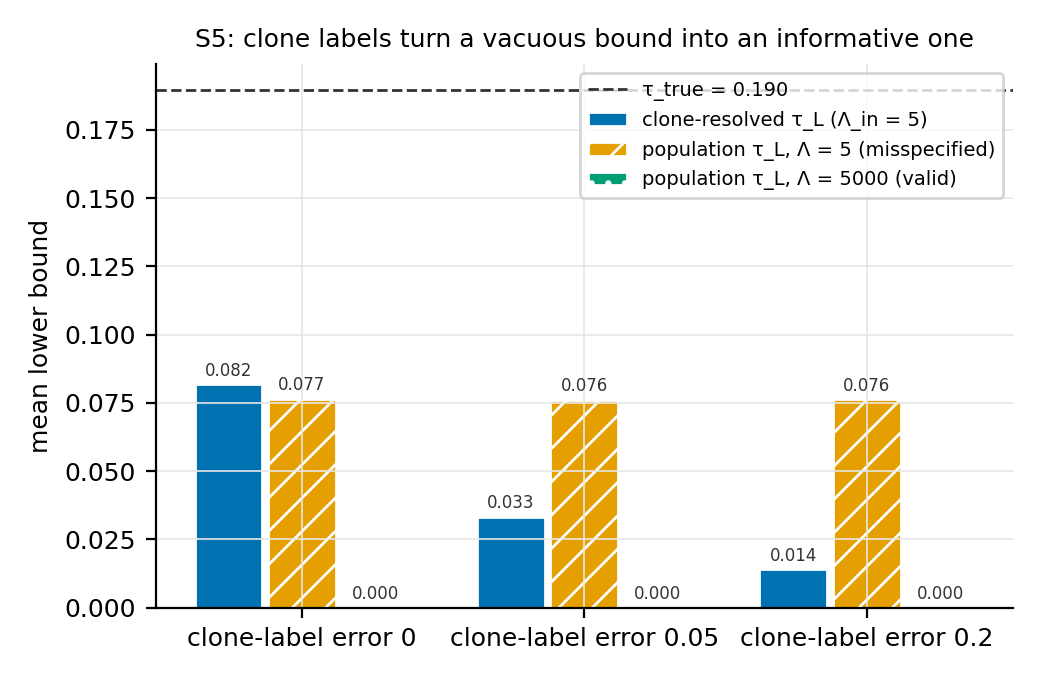 S5: clone labels turn a vacuous bound into an informative one
τ_true = 0.190
clone-resolved τ_L (Λ_in = 5)
population τ_L, Λ = 5 (misspecified)
population τ_L, Λ = 5000 (valid)
mean lower bound
0.175
0.150
0.125
0.100
0.075
0.050
0.025
0.000
0.082
0.077
0.000
0.033
0.076
0.000
0.014
0.076
0.000
clone-label error 0
clone-label error 0.05
clone-label error 0.2